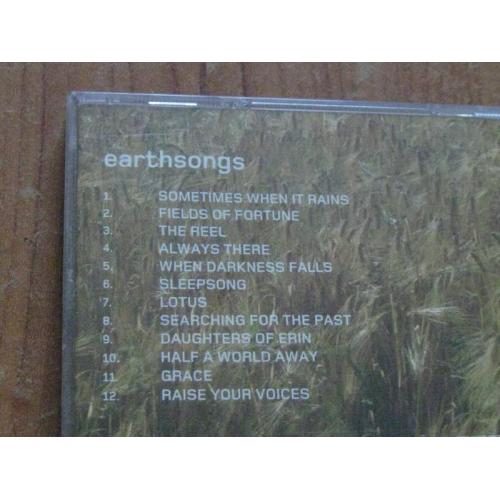 earthsongs
1. SOMETIMES WHEN IT RAINS
2. FIELDS OF FORTUNE
3. THE REEL
4. ALWAYS THERE
5. WHEN DARKNESS FALLS
6. SLEEPSONG
7. LOTUS
8. SEARCHING FOR THE PAST
9. DAUGHTERS OF ERIN
10. HALF A WORLD AWAY
11. GRACE
12. RAISE YOUR VOICES